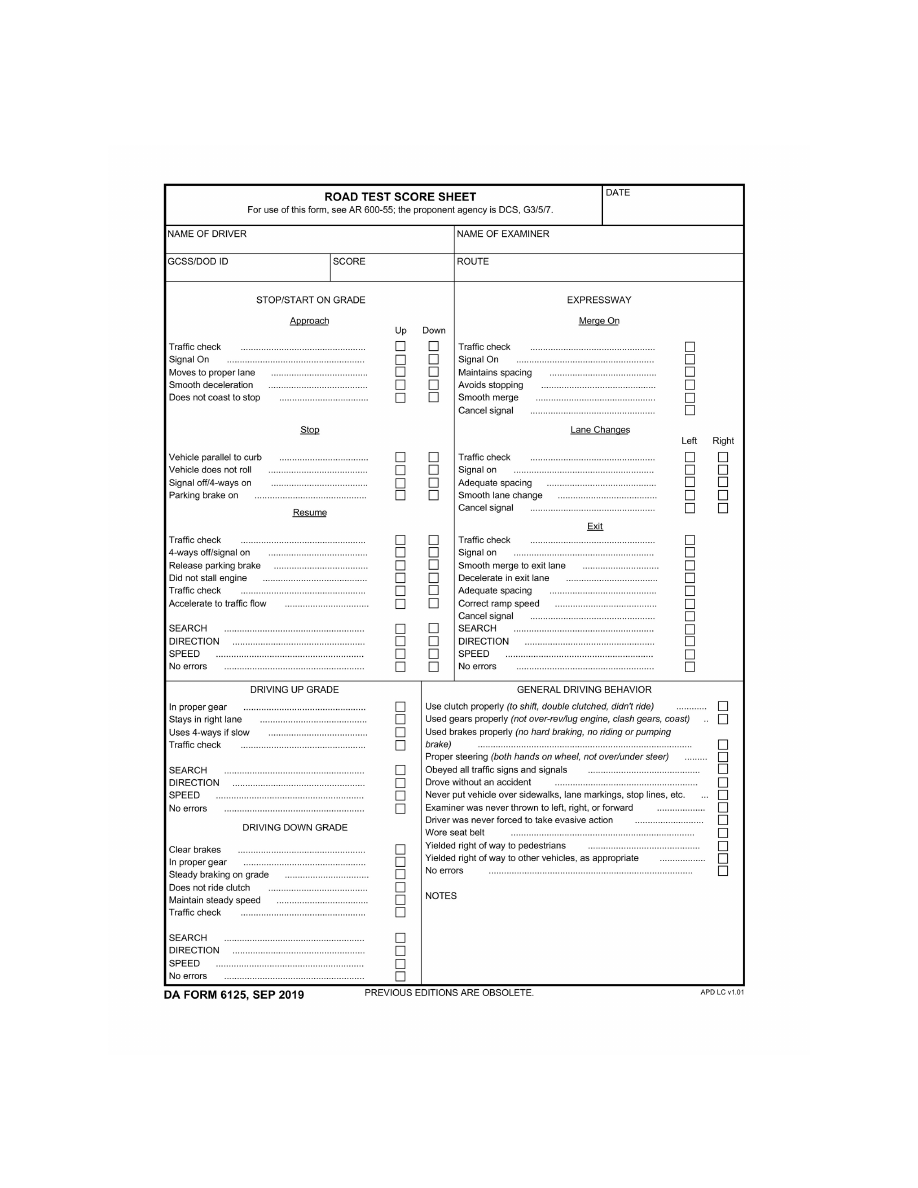 ROAD TEST SCORE SHEET
For use of this form, see AR 600-55; the proponent agency is DCS, G3/5/7.
DATE
NAME OF DRIVER
NAME OF EXAMINER
GCSS/DOD ID
SCORE
ROUTE
STOP/START ON GRADE
Approach
Up Down
Traffic check ............................................
Signal On ................................................
Moves to proper lane ..................................
Smooth deceleration ...................................
Does not coast to stop ...............................
Stop
Vehicle parallel to curb ...............................
Vehicle does not roll ...................................
Signal off/4-ways on ..................................
Parking brake on .......................................
Resume
Traffic check ............................................
4-ways off/signal on ...................................
Release parking brake ................................
Did not stall engine ....................................
Traffic check ............................................
Accelerate to traffic flow .............................
SEARCH .................................................
DIRECTION ..............................................
SPEED ....................................................
No errors .................................................
EXPRESSWAY
Merge On
Traffic check ............................................
Signal On ................................................
Maintains spacing .....................................
Avoids stopping ........................................
Smooth merge ..........................................
Cancel signal ............................................
Lane Changes
Left Right
Traffic check ............................................
Signal on .................................................
Adequate spacing ......................................
Smooth lane change ..................................
Cancel signal ............................................
Exit
Traffic check ............................................
Signal on .................................................
Smooth merge to exit lane ..........................
Decelerate in exit lane ................................
Adequate spacing ......................................
Correct ramp speed ...................................
Cancel signal ............................................
SEARCH .................................................
DIRECTION ..............................................
SPEED ....................................................
No errors .................................................
DRIVING UP GRADE
In proper gear ...........................................
Stays in right lane ......................................
Uses 4-ways if slow ...................................
Traffic check ............................................
SEARCH .................................................
DIRECTION ..............................................
SPEED ....................................................
No errors .................................................
DRIVING DOWN GRADE
Clear brakes ............................................
In proper gear ...........................................
Steady braking on grade .............................
Does not ride clutch ...................................
Maintain steady speed ................................
Traffic check ............................................
SEARCH .................................................
DIRECTION ..............................................
SPEED ....................................................
No errors .................................................
GENERAL DRIVING BEHAVIOR
Use clutch properly (to shift, double clutched, didn't ride) ...........
Used gears properly (not over-rev/lug engine, clash gears, coast) ..
Used brakes properly (no hard braking, no riding or pumping
brake) ...........................................................................
Proper steering (both hands on wheel, not over/under steer) ........
Obeyed all traffic signs and signals .......................................
Drove without an accident ..................................................
Never put vehicle over sidewalks, lane markings, stop lines, etc. ...
Examiner was never thrown to left, right, or forward .................
Driver was never forced to take evasive action ........................
Wore seat belt ................................................................
Yielded right of way to pedestrians .......................................
Yielded right of way to other vehicles, as appropriate ................
No errors .......................................................................
NOTES
DA FORM 6125, SEP 2019
PREVIOUS EDITIONS ARE OBSOLETE.
APD LC v1.01